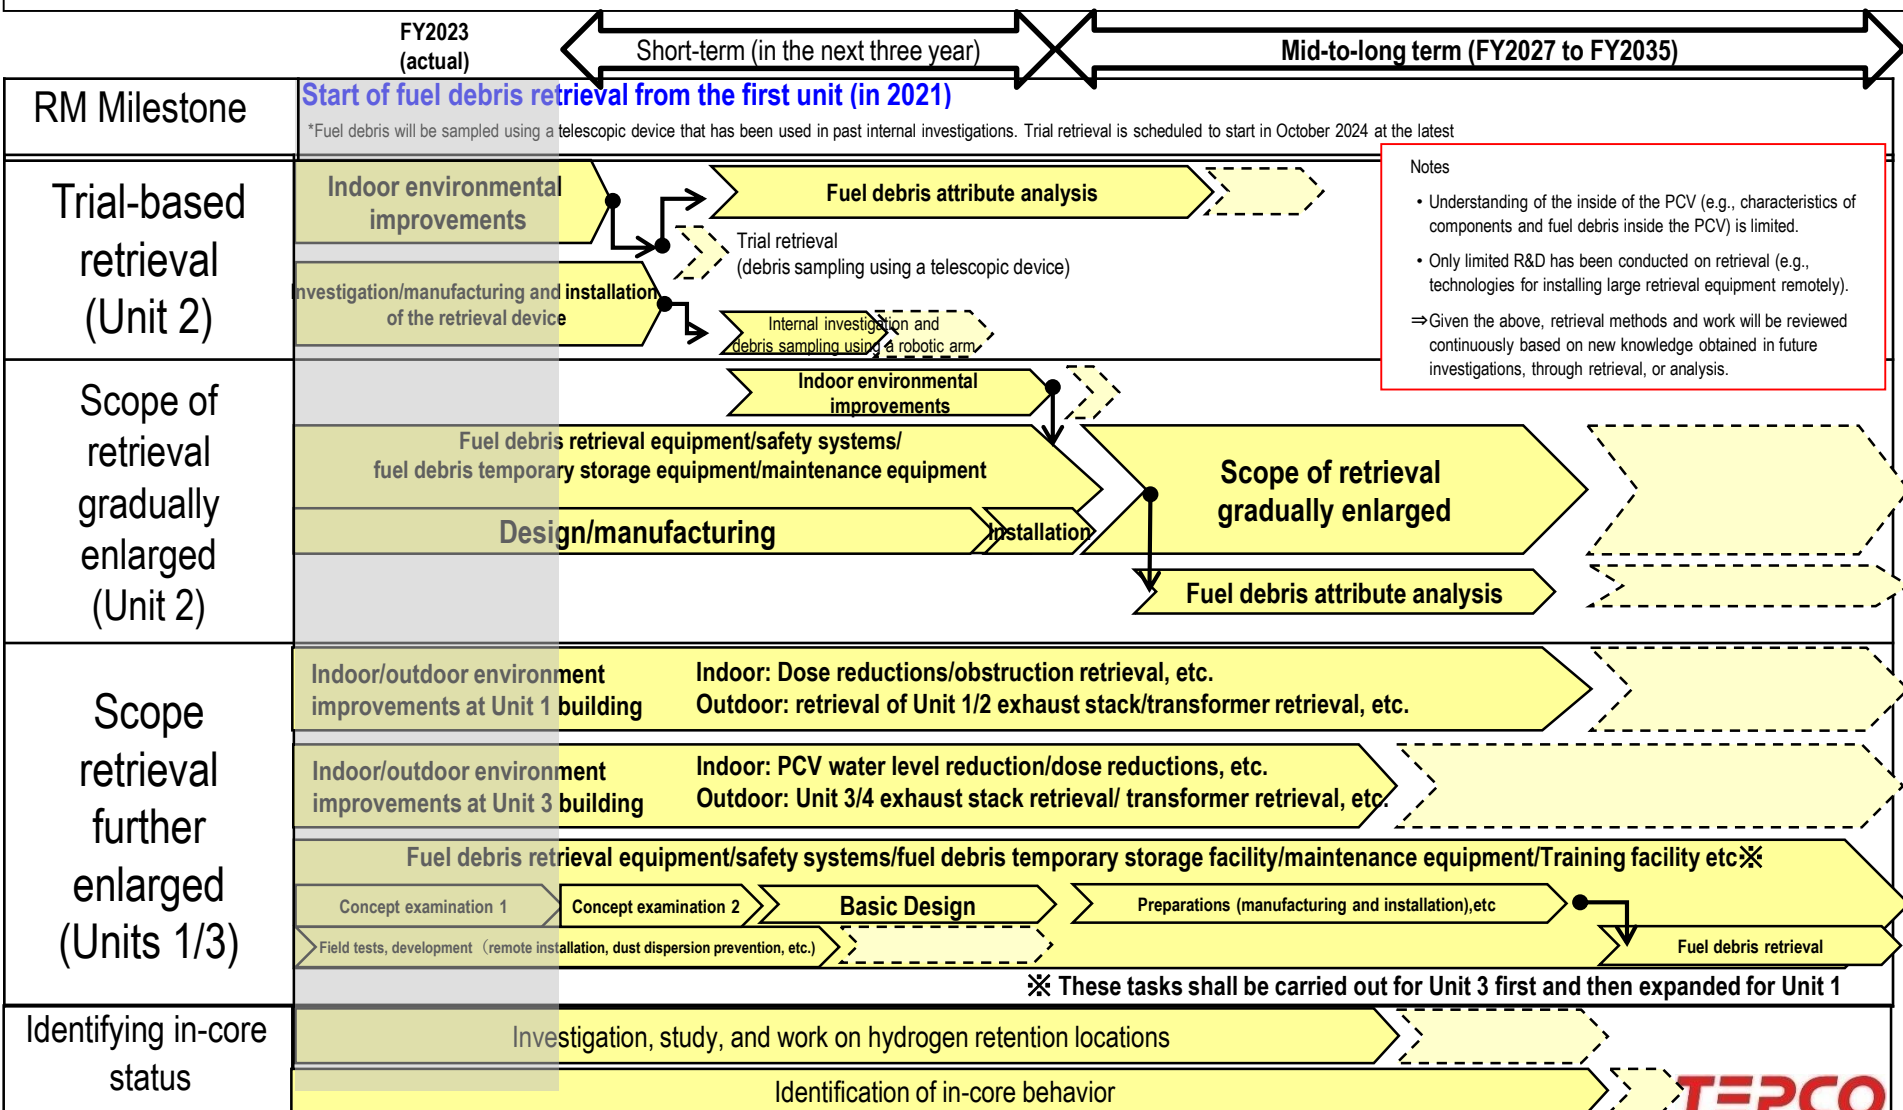 FY2023
(actual)
Short-term (in the next three year)
Mid-to-long term (FY2027 to FY2035)
RM Milestone
Start of fuel debris retrieval from the first unit (in 2021)
*Fuel debris will be sampled using a telescopic device that has been used in past internal investigations. Trial retrieval is scheduled to start in October 2024 at the latest
Trial-based
retrieval
(Unit 2)
Indoor environmental
improvements
Fuel debris attribute analysis
Trial retrieval
(debris sampling using a telescopic device)
Investigation/manufacturing and installation
of the retrieval device
Internal investigation and
debris sampling using a robotic arm
Notes
• Understanding of the inside of the PCV (e.g., characteristics of
components and fuel debris inside the PCV) is limited.
• Only limited R&D has been conducted on retrieval (e.g.,
technologies for installing large retrieval equipment remotely).
⇒Given the above, retrieval methods and work will be reviewed
continuously based on new knowledge obtained in future
investigations, through retrieval, or analysis.
Scope of
retrieval
gradually
enlarged
(Unit 2)
Indoor environmental
improvements
Fuel debris retrieval equipment/safety systems/
fuel debris temporary storage equipment/maintenance equipment
Design/manufacturing
Installation
Scope of retrieval
gradually enlarged
Fuel debris attribute analysis
Scope
retrieval
further
enlarged
(Units 1/3)
Indoor/outdoor environment
improvements at Unit 1 building
Indoor: Dose reductions/obstruction retrieval, etc.
Outdoor: retrieval of Unit 1/2 exhaust stack/transformer retrieval, etc.
Indoor/outdoor environment
improvements at Unit 3 building
Indoor: PCV water level reduction/dose reductions, etc.
Outdoor: Unit 3/4 exhaust stack retrieval/ transformer retrieval, etc.
Fuel debris retrieval equipment/safety systems/fuel debris temporary storage facility/maintenance equipment/Training facility etc※
Concept examination 1
Concept examination 2
Basic Design
Preparations (manufacturing and installation),etc
Field tests, development（remote installation, dust dispersion prevention, etc.)
Fuel debris retrieval
※ These tasks shall be carried out for Unit 3 first and then expanded for Unit 1
Identifying in-core
status
Investigation, study, and work on hydrogen retention locations
Identification of in-core behavior
TEPCO